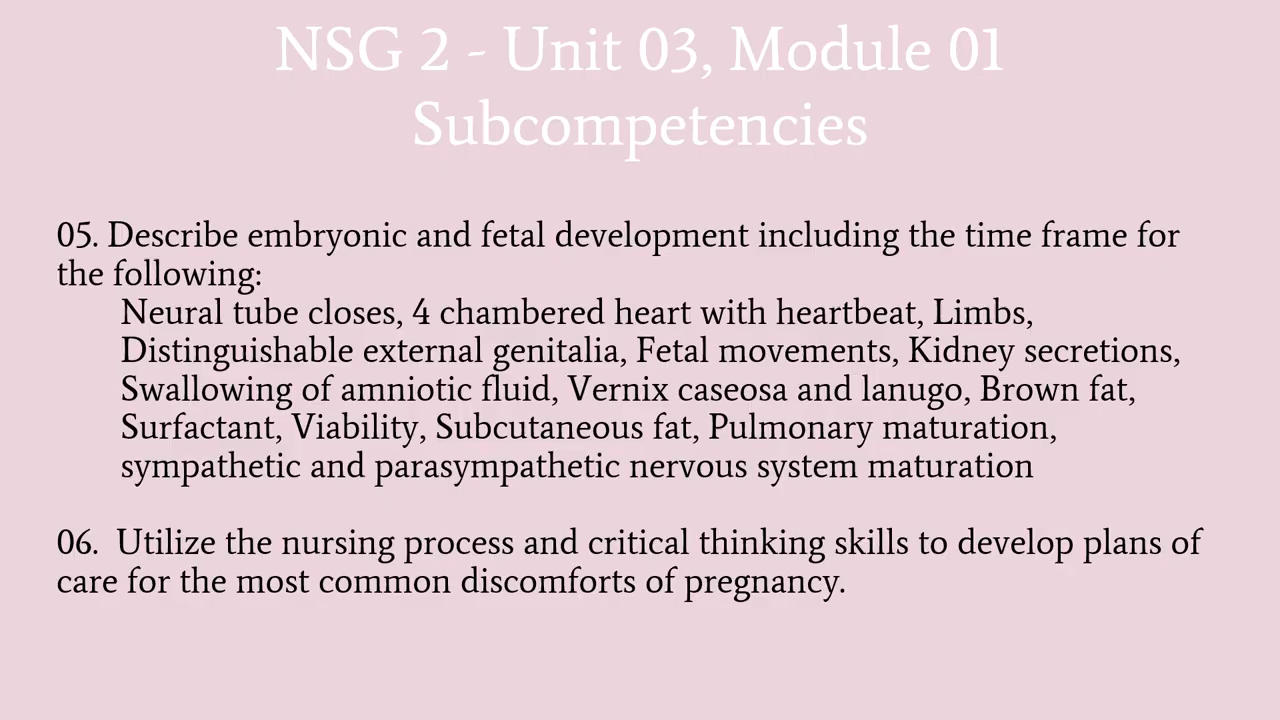 NSG 2 - Unit 03, Module 01
Subcompetencies
05. Describe embryonic and fetal development including the time frame for
the following:
Neural tube closes, 4 chambered heart with heartbeat, Limbs,
Distinguishable external genitalia, Fetal movements, Kidney secretions,
Swallowing of amniotic fluid, Vernix caseosa and lanugo, Brown fat,
Surfactant, Viability, Subcutaneous fat, Pulmonary maturation,
sympathetic and parasympathetic nervous system maturation
06.  Utilize the nursing process and critical thinking skills to develop plans of
care for the most common discomforts of pregnancy.